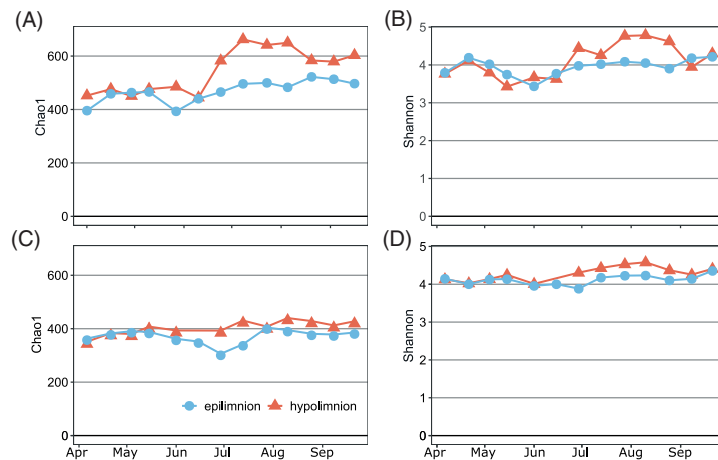 (A)
600
400
200
0
Chao1
(B)
5
4
3
2
1
0
Shannon
(C)
600
400
200
0
Chao1
epilimnion hypolimnion
Apr May Jun Jul Aug Sep
(D)
5
4
3
2
1
0
Shannon
Apr May Jun Jul Aug Sep